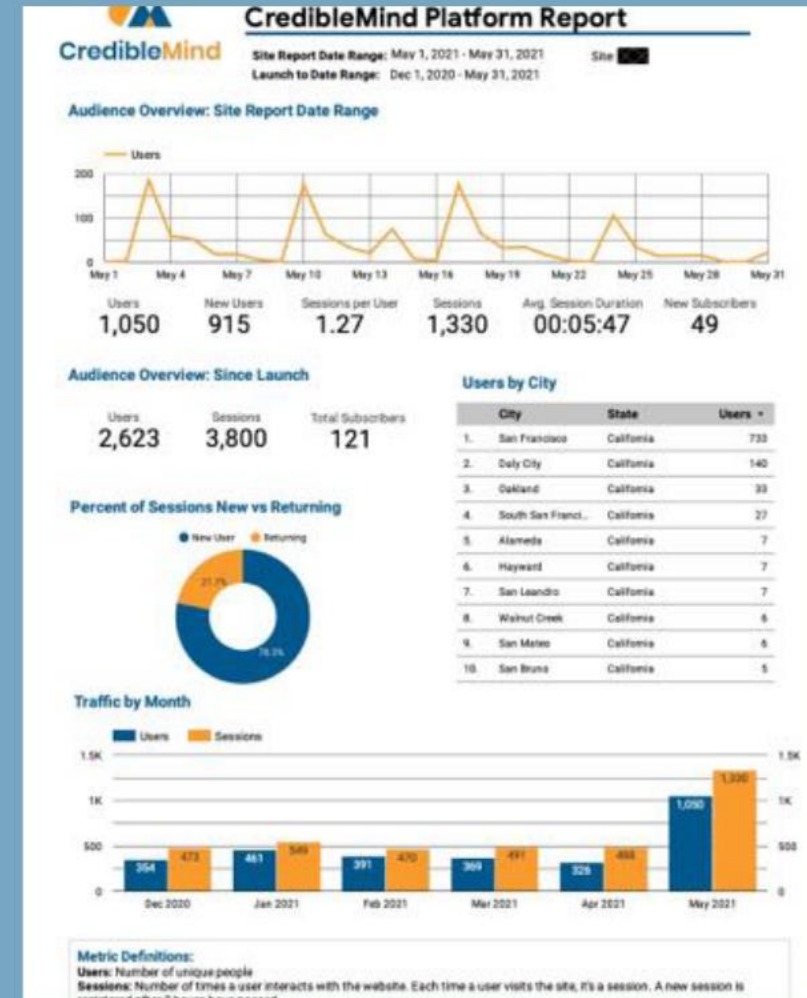 CredibleMind
CredibleMind Platform Report
Site Report Date Range: May 1, 2021 - May 31, 2021 Site
Launch to Date Range: Dec 1, 2020 - May 31, 2021
Audience Overview: Site Report Date Range
Users
200
100
0
May 1 May 4 May 7 May 10 May 13 May 16 May 19 May 22 May 25 May 28 May 31
Users New Users Sessions per User Sessions Avg. Session Duration New Subscribers
1,050 915 1.27 1,330 00:05:47 49
Audience Overview: Since Launch
Users Sessions Total Subscribers
2,623 3,800 121
Users by City
City State Users
1. San Francisco California 733
2. Daly City California 140
3. Oakland California 33
4. South San Franci... California 27
5. Alameda California 7
6. Hayward California 7
7. San Leandro California 7
8. Walnut Creek California 6
9. San Mateo California 6
10. San Bruno California 5
Percent of Sessions New vs Returning
New User Returning
21.7%
78.3%
Traffic by Month
Users Sessions
1.5K 1.5K
1K 1K
500 500
0 0
354 473 461 549 391 470 369 491 326 1,050 1,330
Dec 2020 Jan 2021 Feb 2021 Mar 2021 Apr 2021 May 2021
Metric Definitions:
Users: Number of unique people
Sessions: Number of times a user interacts with the website. Each time a user visits the site, it's a session. A new session is